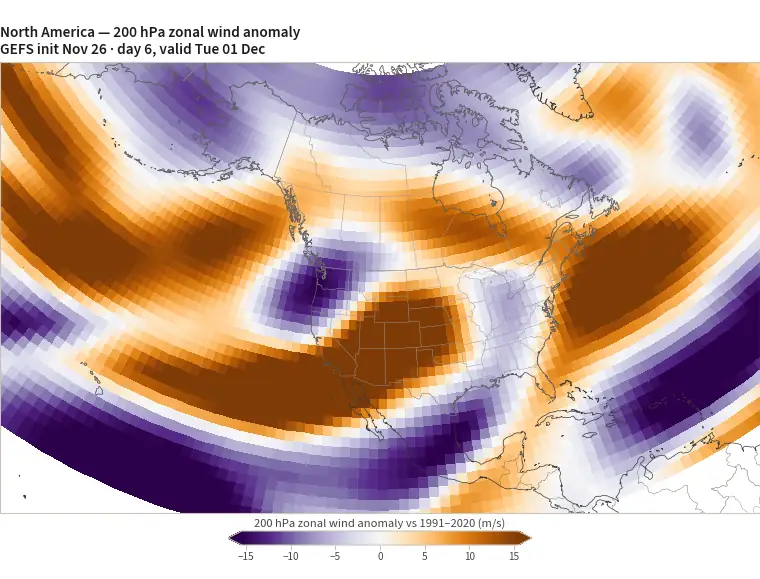 North America — 200 hPa zonal wind anomaly
GEFS init Nov 26 · day 6, valid Tue 01 Dec
200 hPa zonal wind anomaly vs 1991–2020 (m/s)
−15 −10 −5 0 5 10 15